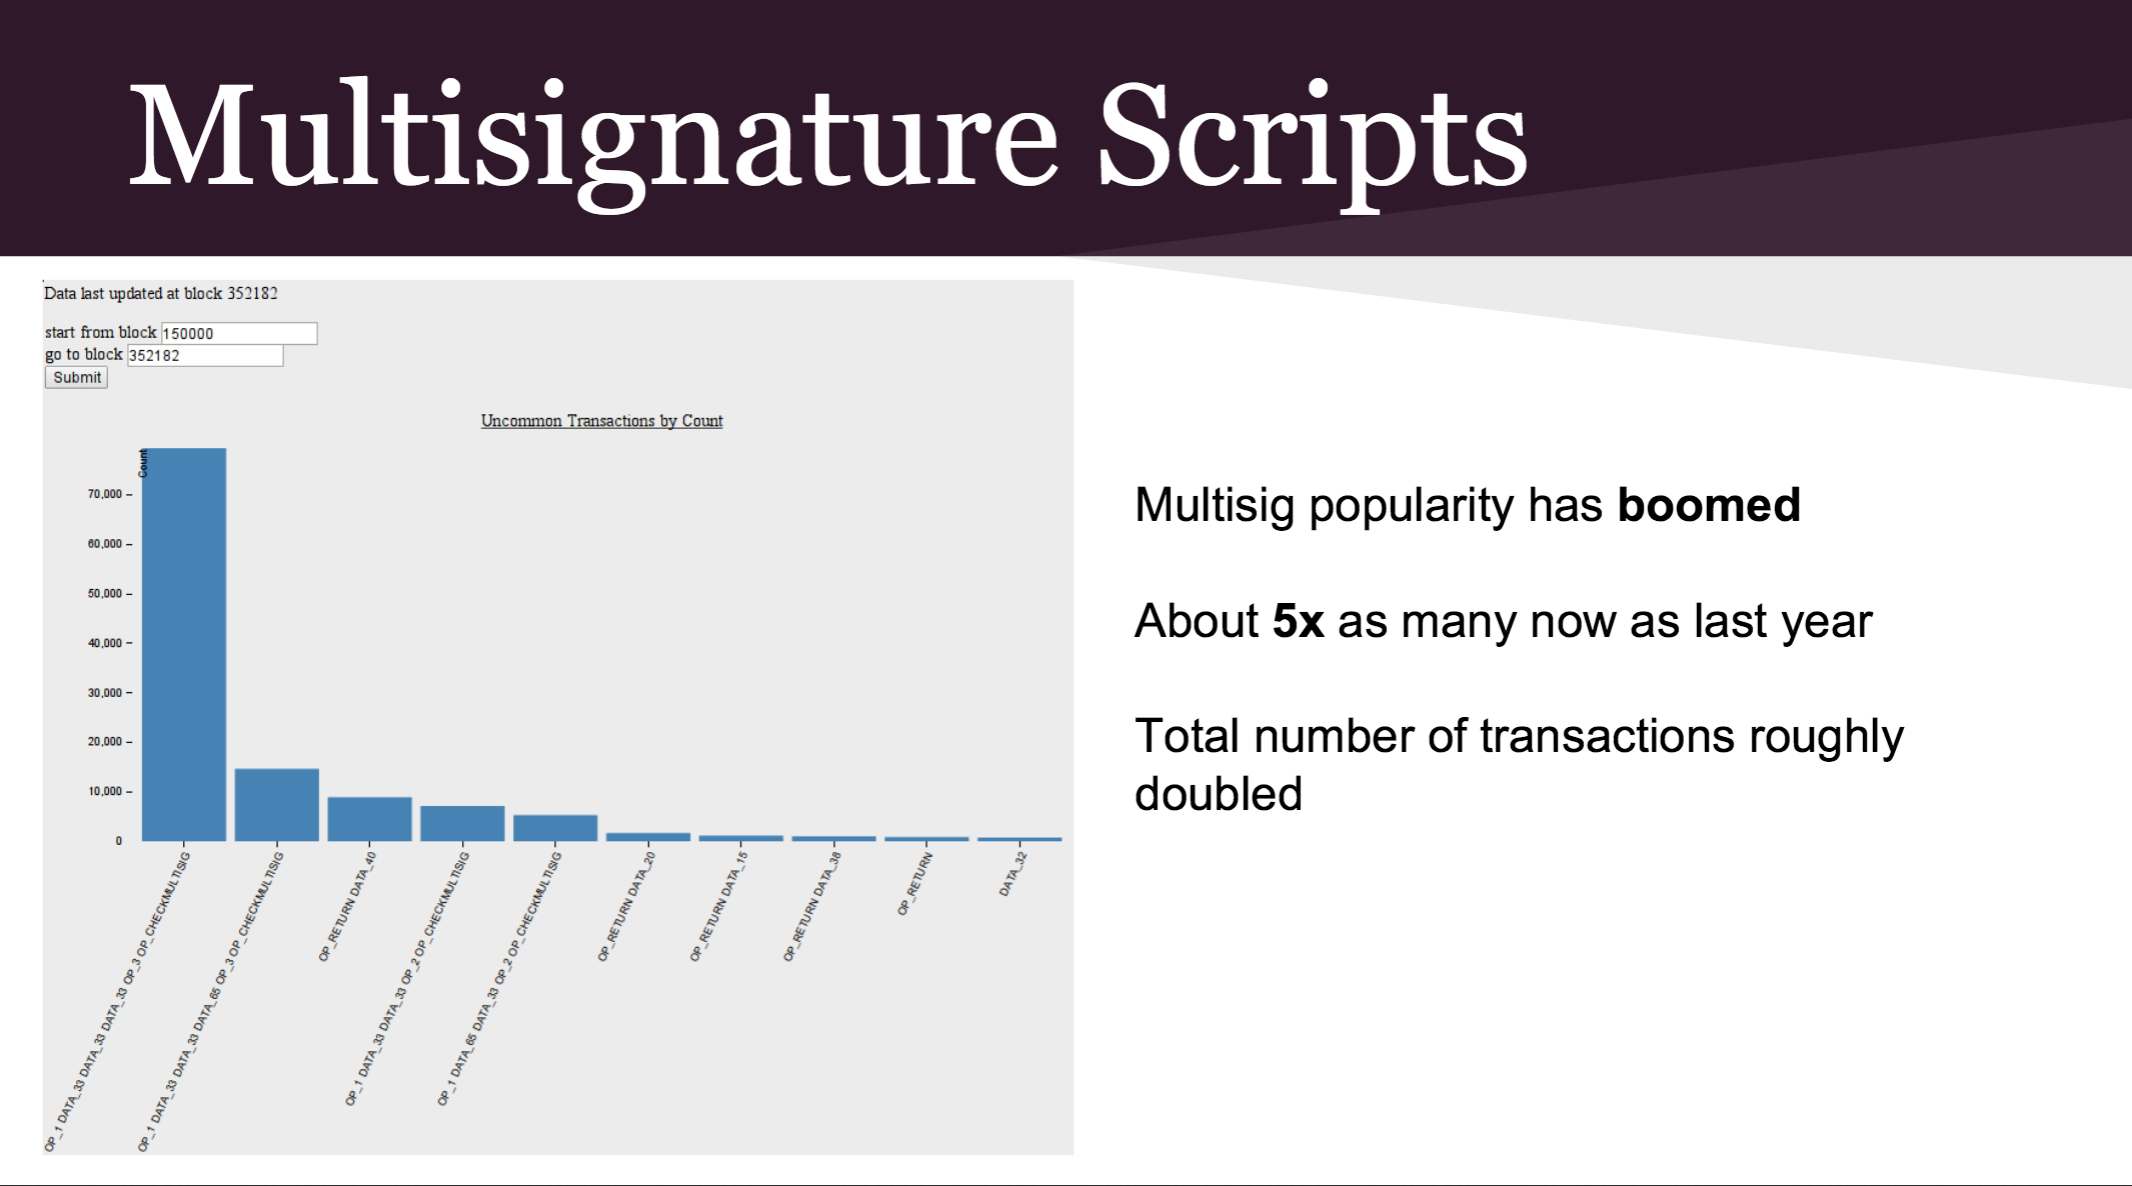 Multisignature Scripts
Data last updated at block 352182
start from block 150000
go to block 352182
Submit
Uncommon Transactions by Count
Count
70,000
60,000
50,000
40,000
30,000
20,000
10,000
0
OP_1 DATA_33 DATA_33 DATA_33 OP_3 OP_CHECKMULTISIG
OP_1 DATA_33 DATA_33 DATA_65 OP_3 OP_CHECKMULTISIG
OP_RETURN DATA_40
OP_1 DATA_33 DATA_33 OP_2 OP_CHECKMULTISIG
OP_1 DATA_65 DATA_33 OP_2 OP_CHECKMULTISIG
OP_RETURN DATA_20
OP_RETURN DATA_15
OP_RETURN DATA_38
OP_RETURN
DATA_32
Multisig popularity has boomed
About 5x as many now as last year
Total number of transactions roughly
doubled